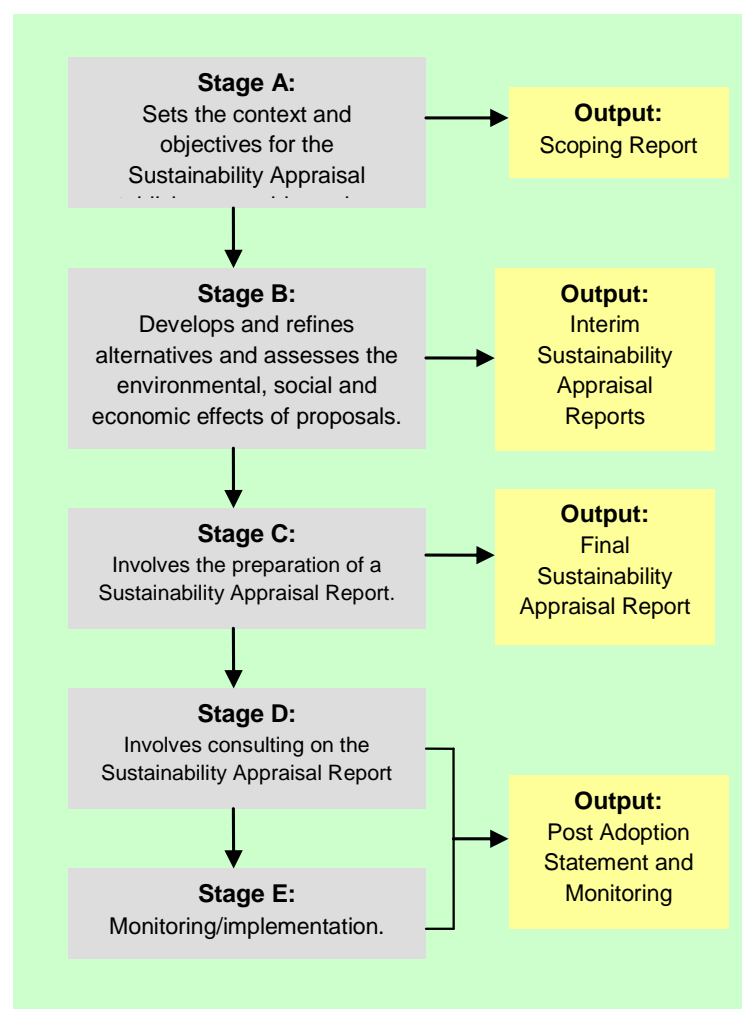 Stage A:
Sets the context and
objectives for the
Sustainability Appraisal
Output:
Scoping Report
Stage B:
Develops and refines
alternatives and assesses the
environmental, social and
economic effects of proposals.
Output:
Interim
Sustainability
Appraisal
Reports
Stage C:
Involves the preparation of a
Sustainability Appraisal Report.
Output:
Final
Sustainability
Appraisal Report
Stage D:
Involves consulting on the
Sustainability Appraisal Report
Stage E:
Monitoring/implementation.
Output:
Post Adoption
Statement and
Monitoring